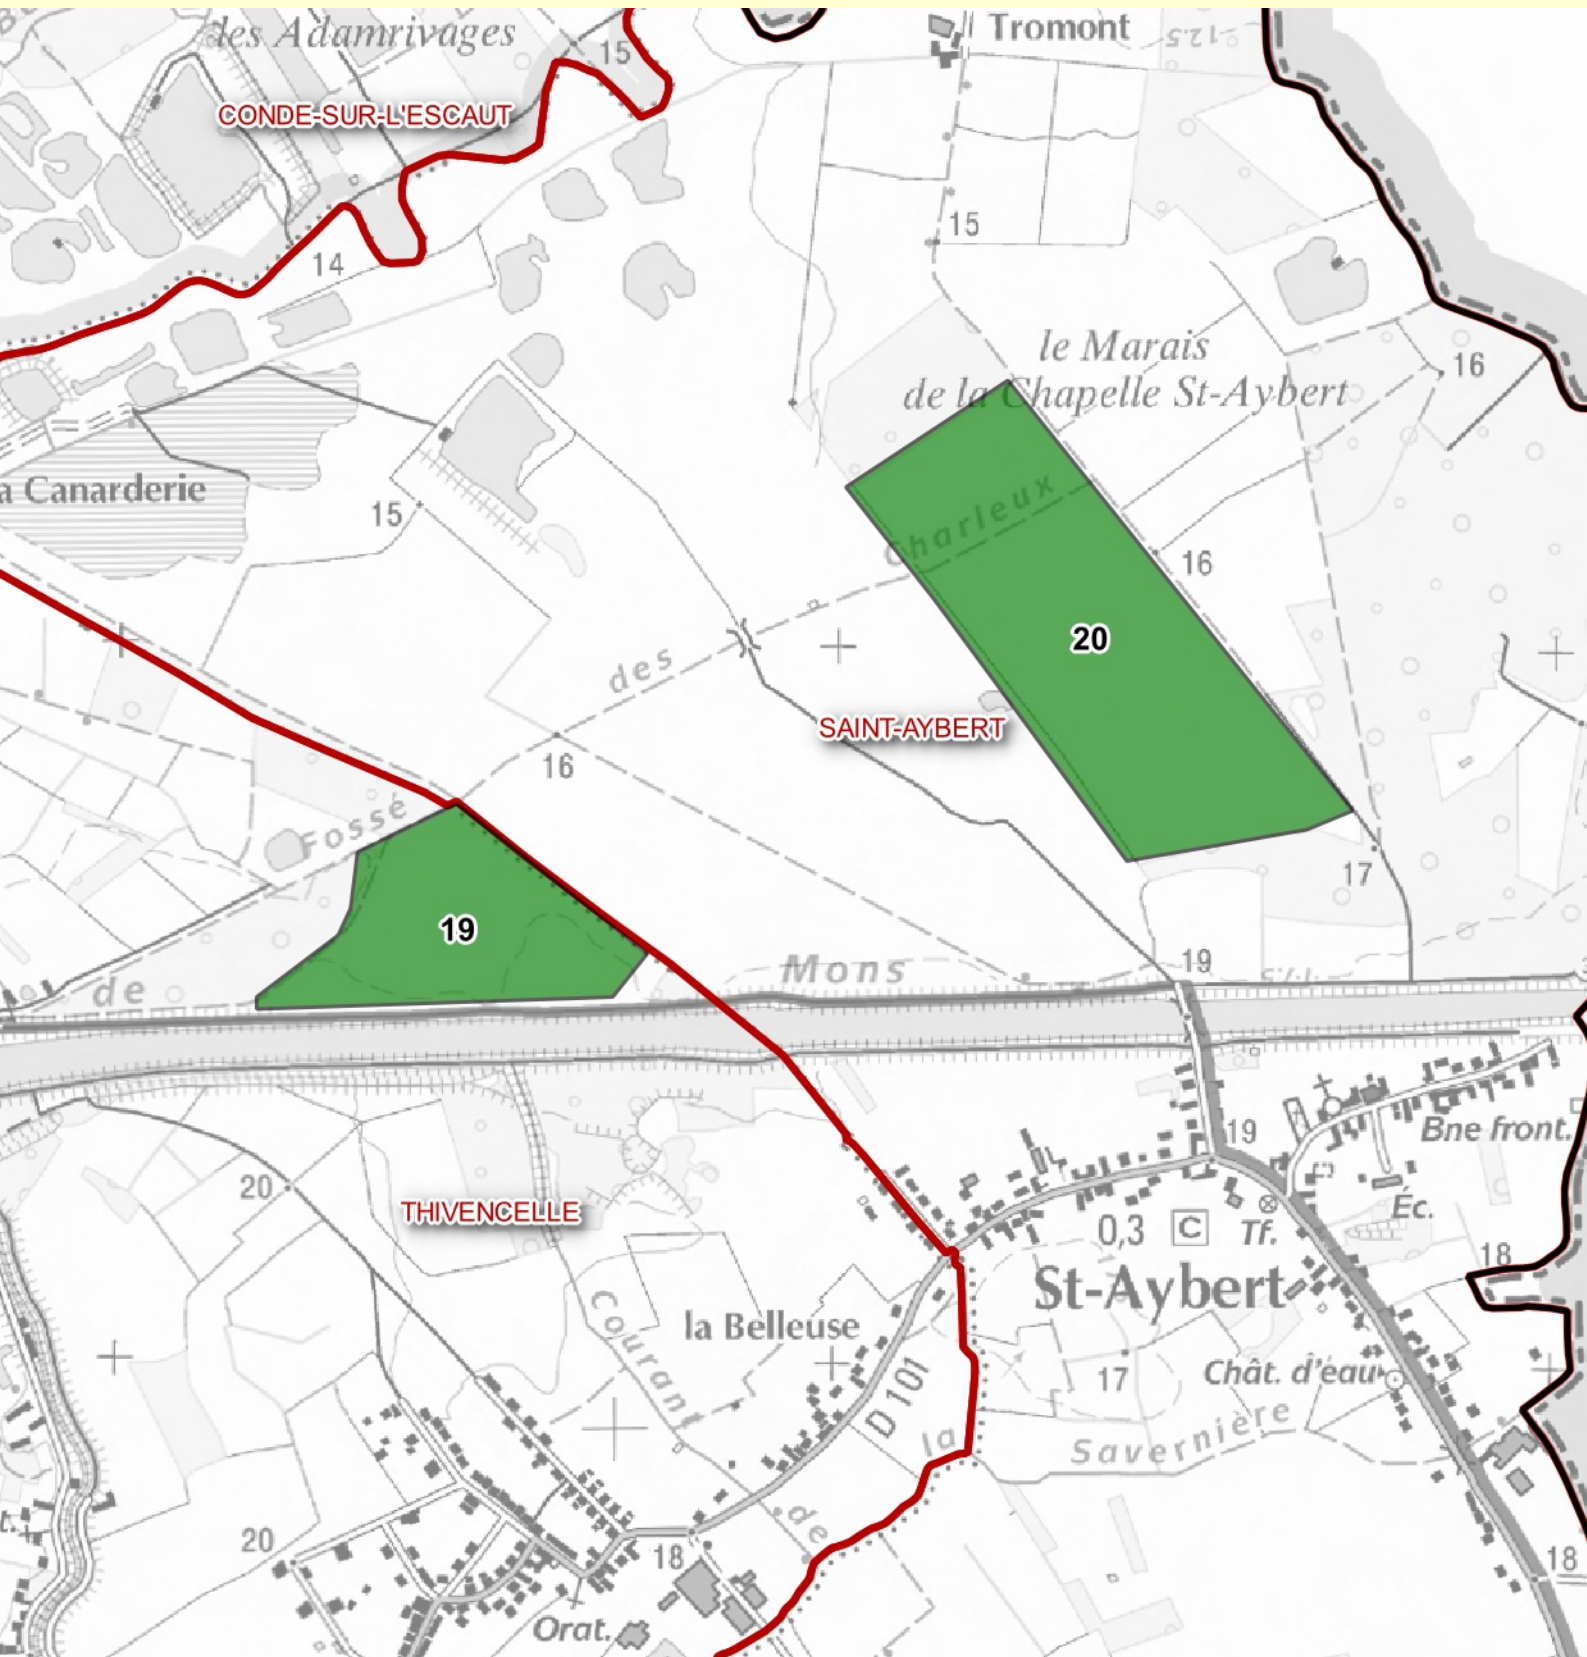 les Adamrivages
15
Tromont
-12.5
CONDE-SUR-L'ESCAUT
15
14
le Marais
de la Chapelle St-Aybert
16
a Canarderie
15
Charleux
16
20
des
SAINT-AYBERT
16
Fossé
17
19
Mons
19
de
19
Bne front.
20
THIVENCELLE
Éc.
0,3
C
Tf.
18
St-Aybert
la Belleuse
Courant
Chât. d'eau
17
D 101
la
Savernière
de
20
18
18
Orat.